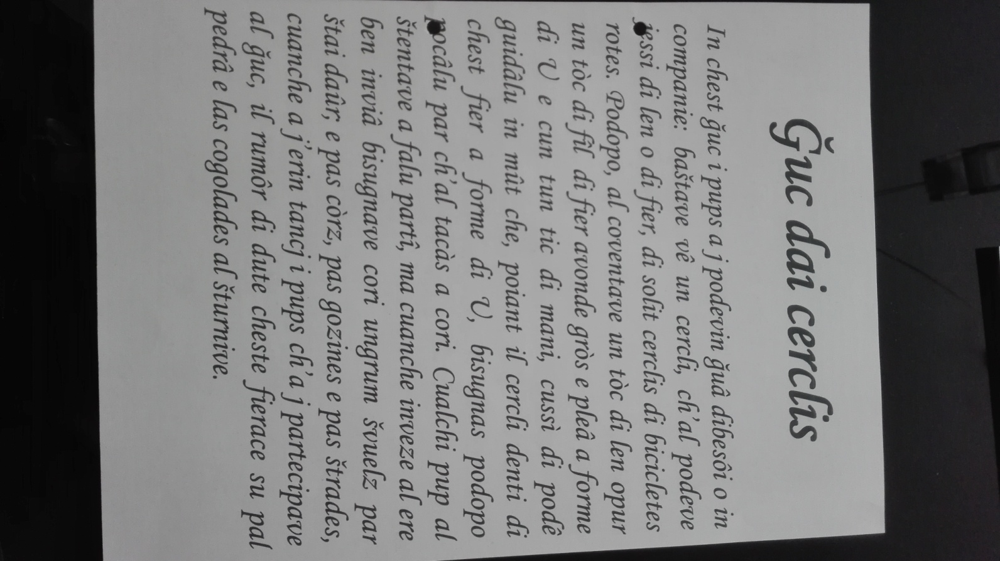 Ğuc dai cerclis
In chest ğuc i pups a j podevin ğuâ dibesôi o in
companie: baštave vê un cercli, ch'al podeve
jessi di len o di fier, di solit cerclis di bicicletes
rotes. Podopo, al coventave un tòc di len opur
un tòc di fîl di fier avonde gròs e pleâ a forme
di U e cun tun tic di mani, cussì di podê
guidâlu in mût che, poiant il cercli denti di
chest fier a forme di U, bisugnas podopo
pocâlu par ch'al tacàs a cori. Cualchi pup al
štentave a falu partî, ma cuanche inveze al ere
ben inviâ bisugnave cori ungrum švuelz par
štai daûr, e pas còrz, pas gozines e pas štrades,
cuanche a j'erin tancj i pups ch'a j partecipave
al ğuc, il rumôr di dute cheste fierace su pal
pedrâ e las cogolades al šturnive.